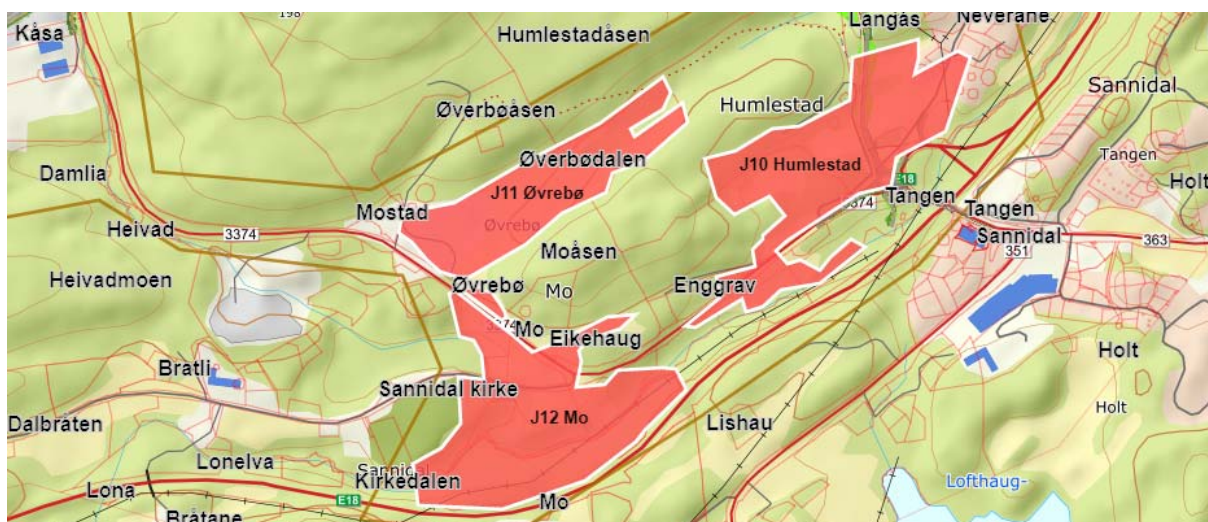 198
Langås
Neverane
Kåsa
Humlestadåsen
Sannidal
Øverbøåsen
Humlestad
Øverbødalen
J10 Humlestad
Tangen
Damlia
J11 Øvrebø
E18
Holt
Mostad
Tangen
3374
Tangen
Øvrebø
Heivad
3374
Sannidal
363
Moåsen
351
Heivadmoen
Øvrebø
Mo
Enggrav
3374
Mo
Eikehaug
Bratli
Holt
Sannidal kirke
Holt
Dalbråten
J12 Mo
Lishau
Lonelva
Sannidal
Kirkedalen
Lofthaug-
Lona
E18
Mo
Bråtane